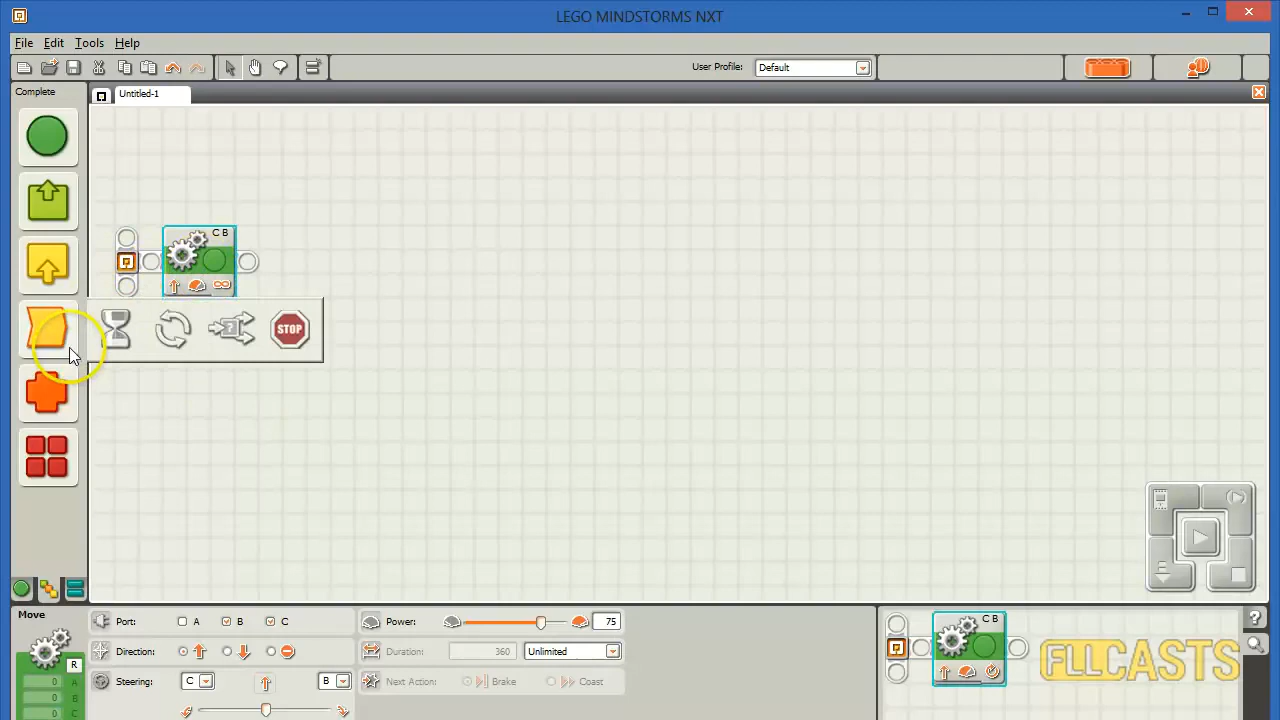 LEGO MINDSTORMS NXT
File Edit Tools Help
User Profile: Default
Complete
Untitled-1
C B
STOP
Move
Port: A B C
Power: 75
Direction:
Duration: 360 Unlimited
Steering: C B
Next Action: Brake Coast
R
0 A
0 B
0 C
C B
FLLCASTS